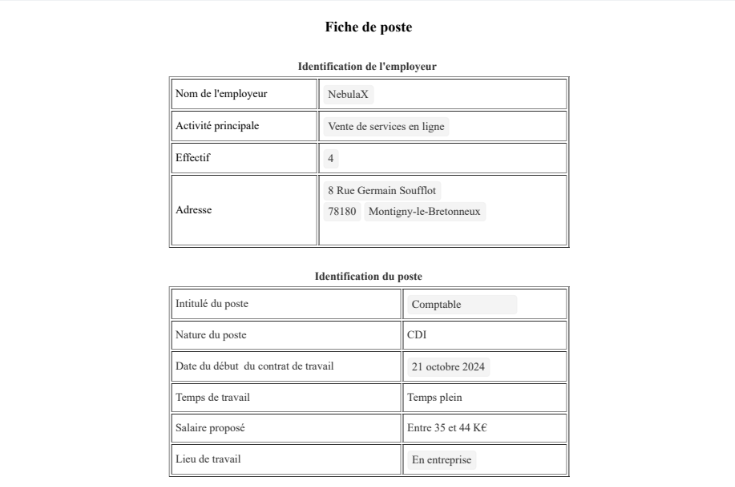 Fiche de poste
Identification de l'employeur
Nom de l'employeur NebulaX
Activité principale Vente de services en ligne
Effectif 4
Adresse 8 Rue Germain Soufflot
78180 Montigny-le-Bretonneux
Identification du poste
Intitulé du poste Comptable
Nature du poste CDI
Date du début du contrat de travail 21 octobre 2024
Temps de travail Temps plein
Salaire proposé Entre 35 et 44 K€
Lieu de travail En entreprise